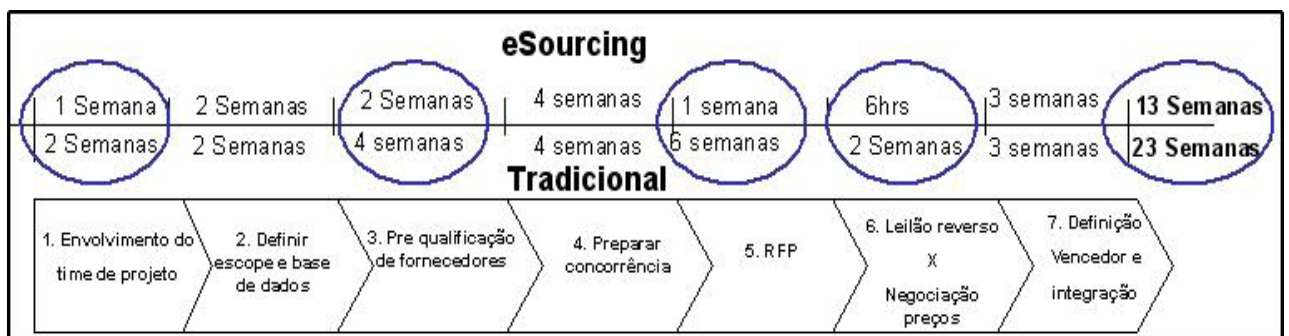 eSourcing
1 Semana 2 Semanas 2 Semanas 4 semanas 1 semana 6hrs 3 semanas 13 Semanas
2 Semanas 2 Semanas 4 semanas 4 semanas 6 semanas 2 Semanas 3 semanas 23 Semanas
Tradicional
1. Envolvimento do
time de projeto
2. Definir
escope e base
de dados
3. Pre qualificação
de fornecedores
4. Preparar
concorrência
5. RFP
6. Leilão reverso
X
Negociação
preços
7. Definição
Vencedor e
integração